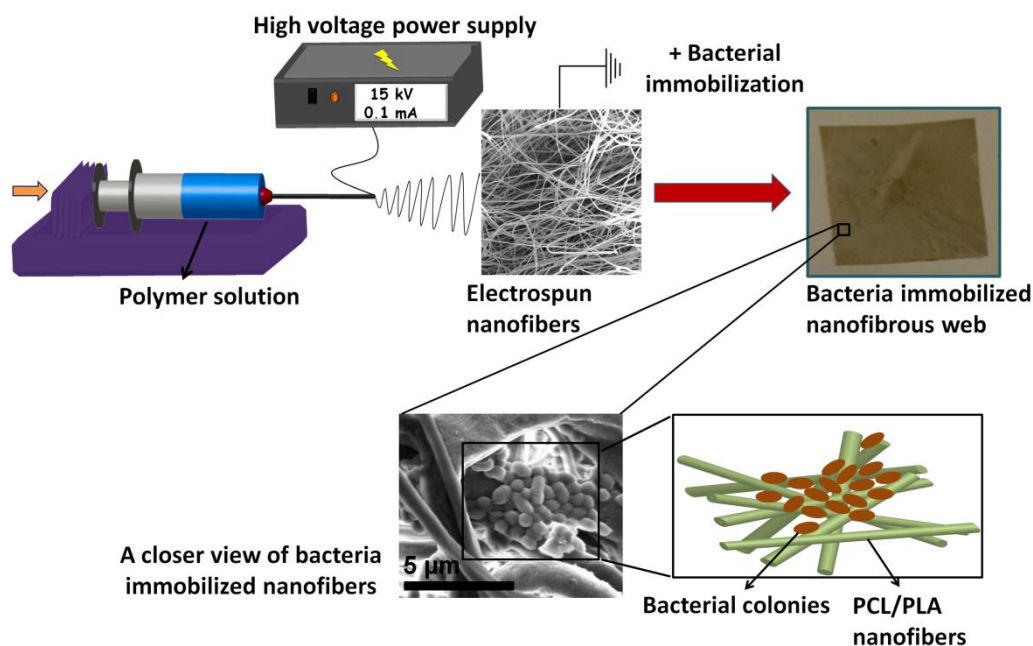 High voltage power supply
15 kV
0.1 mA
+ Bacterial
immobilization
Polymer solution
Electrospun
nanofibers
Bacteria immobilized
nanofibrous web
A closer view of bacteria
immobilized nanofibers
5 µm
Bacterial colonies
PCL/PLA
nanofibers